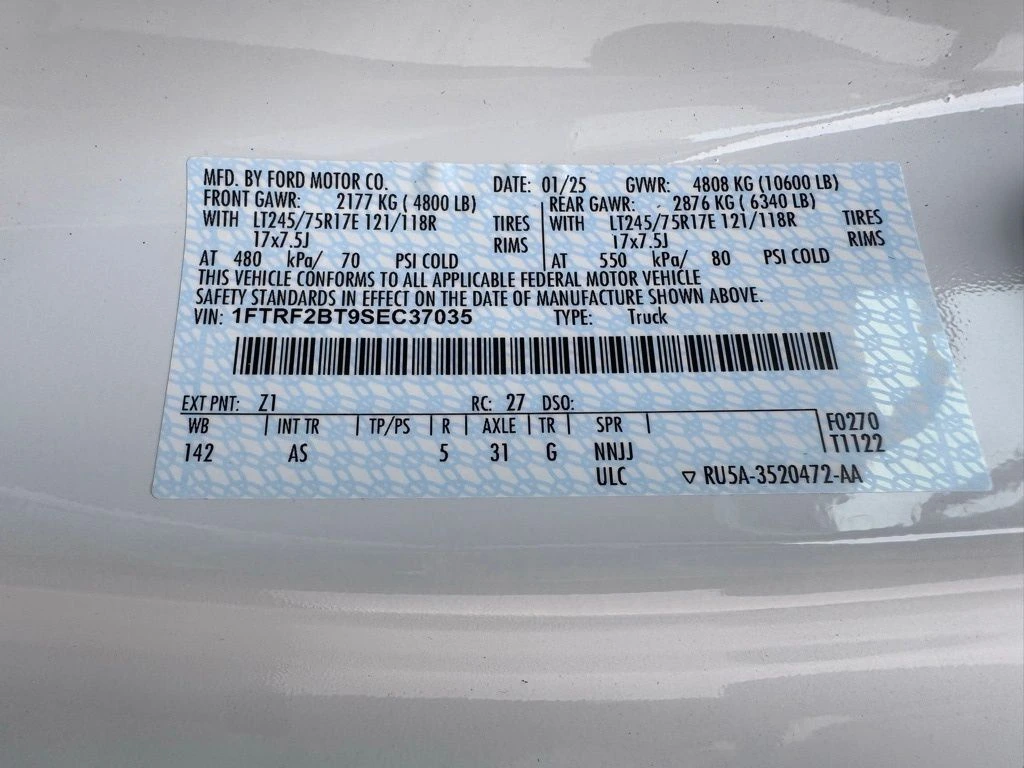 MFD. BY FORD MOTOR CO. DATE: 01/25 GVWR: 4808 KG (10600 LB)
FRONT GAWR: 2177 KG ( 4800 LB) REAR GAWR: 2876 KG ( 6340 LB)
WITH LT245/75R17E 121/118R TIRES WITH LT245/75R17E 121/118R TIRES
17x7.5J RIMS 17x7.5J RIMS
AT 480 kPa/ 70 PSI COLD AT 550 kPa/ 80 PSI COLD
THIS VEHICLE CONFORMS TO ALL APPLICABLE FEDERAL MOTOR VEHICLE
SAFETY STANDARDS IN EFFECT ON THE DATE OF MANUFACTURE SHOWN ABOVE.
VIN: 1FTRF2BT9SEC37035 TYPE: Truck
EXT PNT: Z1 RC: 27 DSO:
WB INT TR TP/PS R AXLE TR SPR F0270
142 AS 5 31 G NNJJ T1122
ULC ▽ RU5A-3520472-AA